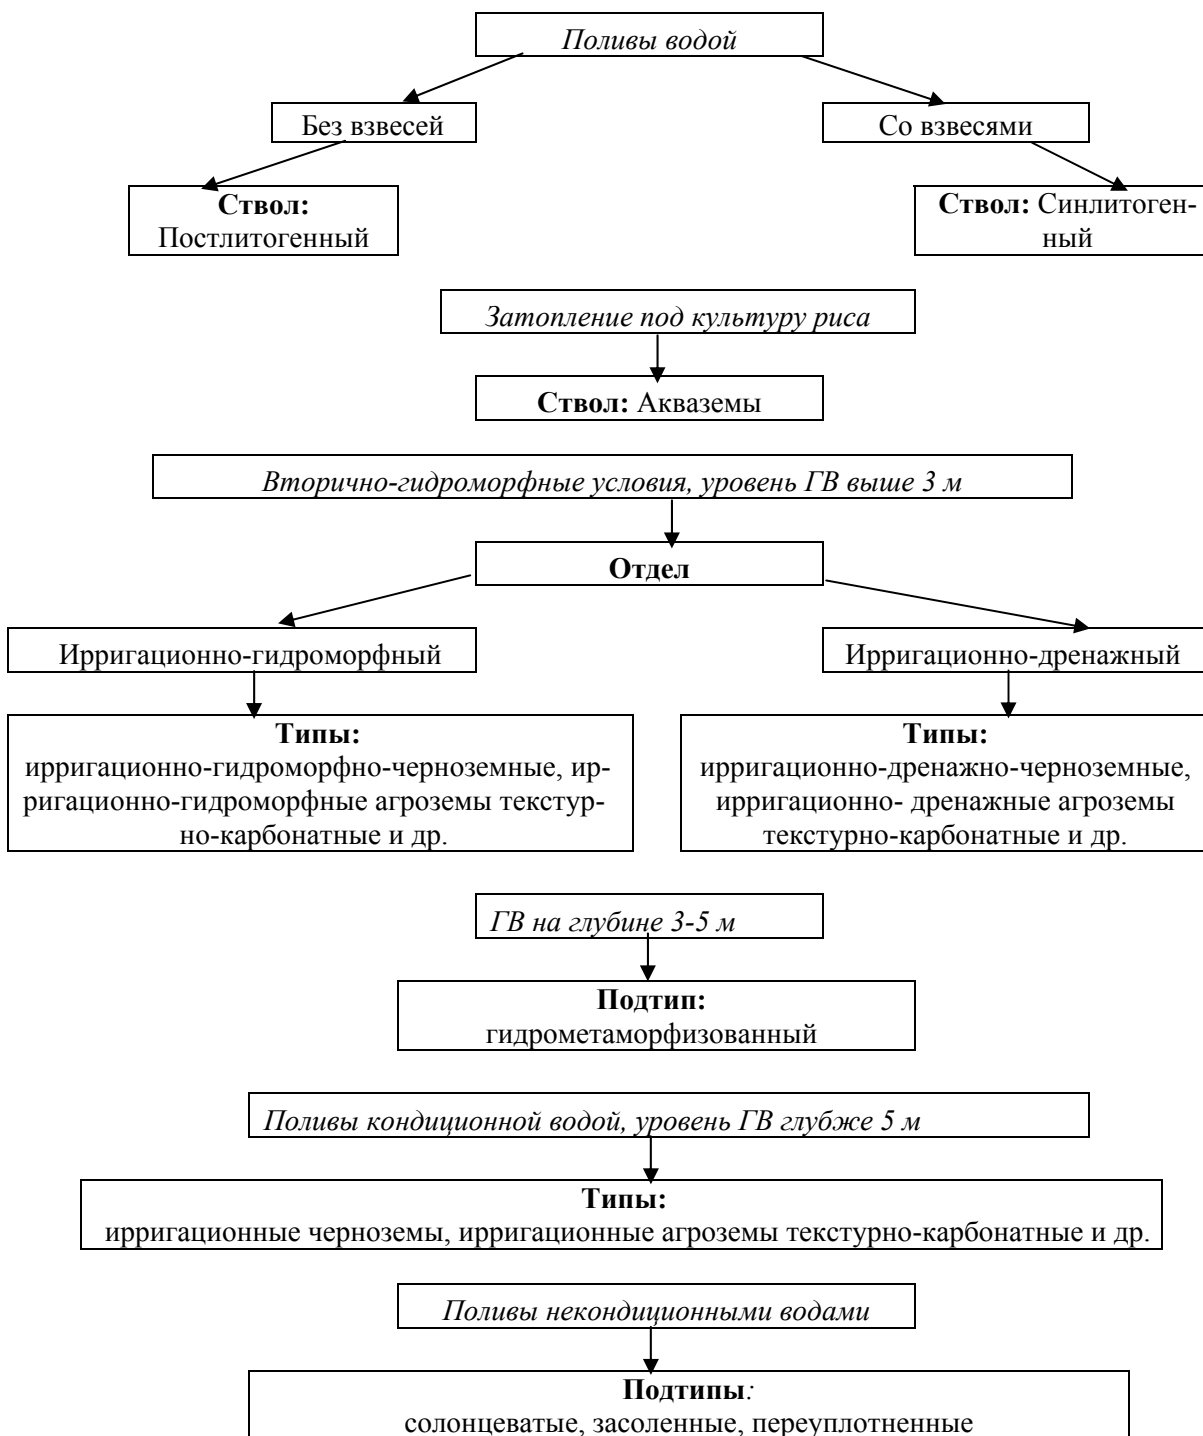 Поливы водой
Без взвесей
Со взвесями
Ствол:
Постлитогенный
Ствол: Синлитоген-
ный
Затопление под культуру риса
Ствол: Акваземы
Вторично-гидроморфные условия, уровень ГВ выше 3 м
Отдел
Ирригационно-гидроморфный
Ирригационно-дренажный
Типы:
ирригационно-гидроморфно-черноземные, ир-
ригационно-гидроморфные агроземы текстур-
но-карбонатные и др.
Типы:
ирригационно-дренажно-черноземные,
ирригационно- дренажные агроземы
текстурно-карбонатные и др.
ГВ на глубине 3-5 м
Подтип:
гидрометаморфизованный
Поливы кондиционной водой, уровень ГВ глубже 5 м
Типы:
ирригационные черноземы, ирригационные агроземы текстурно-карбонатные и др.
Поливы некондиционными водами
Подтипы:
солонцеватые, засоленные, переуплотненные